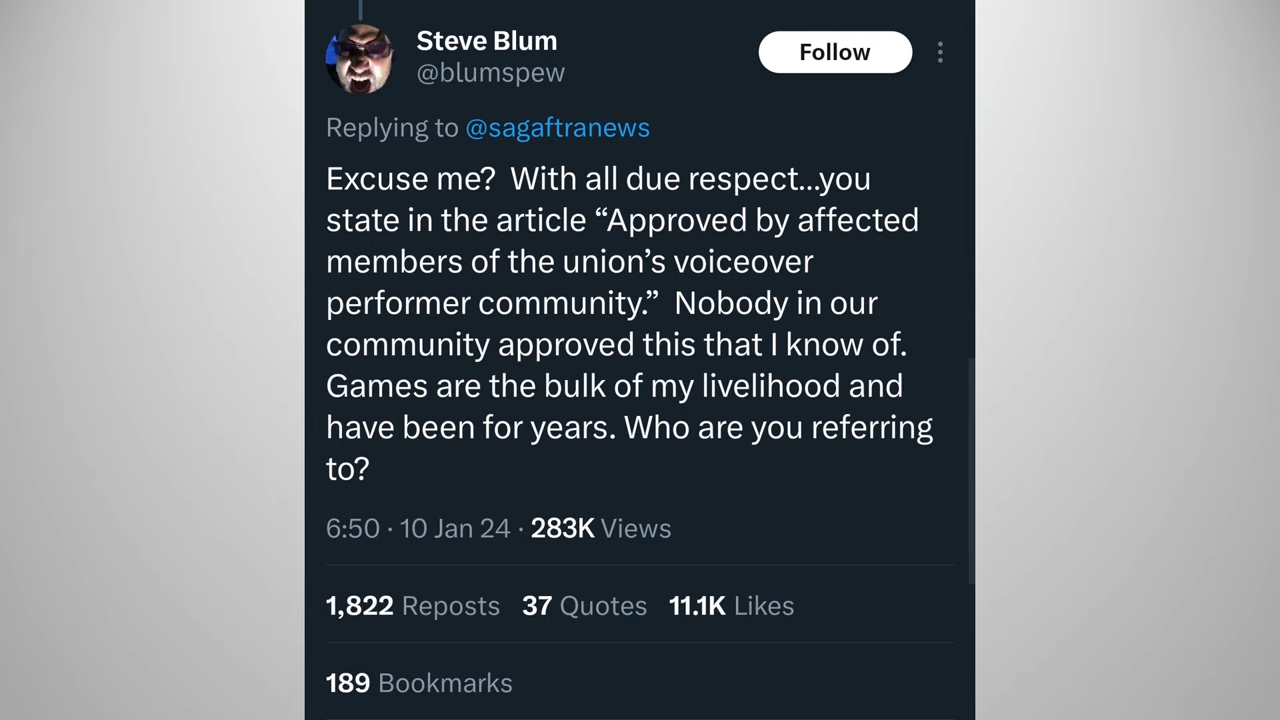 Steve Blum
@blumspew
Follow
Replying to @sagaftranews
Excuse me?  With all due respect...you
state in the article “Approved by affected
members of the union’s voiceover
performer community.”  Nobody in our
community approved this that I know of.
Games are the bulk of my livelihood and
have been for years. Who are you referring
to?
6:50 · 10 Jan 24 · 283K Views
1,822 Reposts 37 Quotes 11.1K Likes
189 Bookmarks